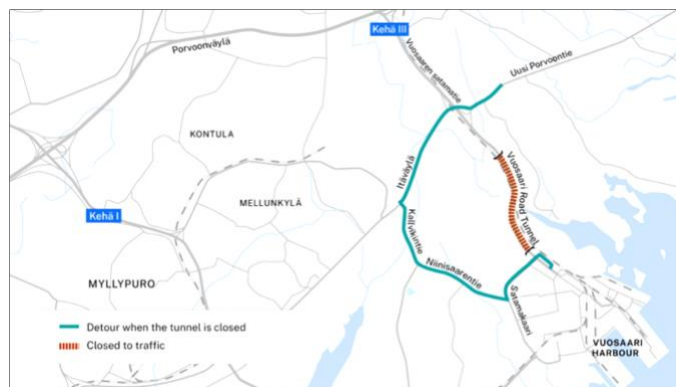 Kehä III
Porvoonväylä
Vuosaaren satamatie
Uusi Porvoontie
KONTULA
Itäväylä
Vuosaari Road Tunnel
MELLUNKYLÄ
Kehä I
Kallvikintie
Niinisaarentie
MYLLYPURO
Satamakaari
Detour when the tunnel is closed
Closed to traffic
VUOSAARI
HARBOUR